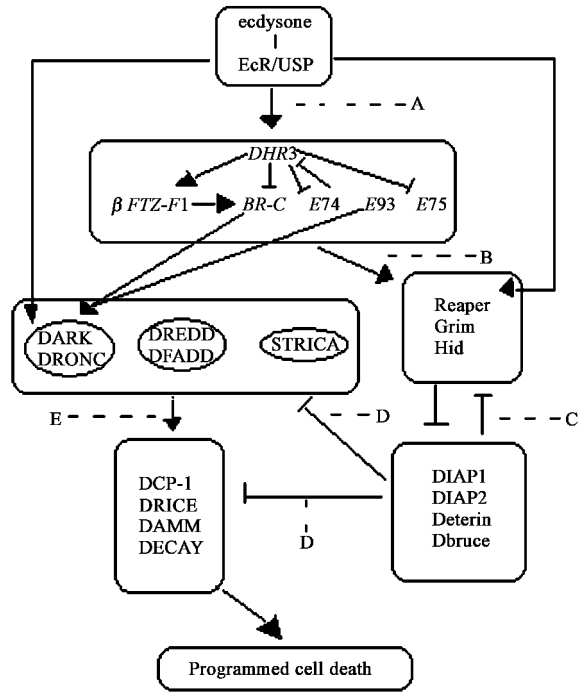 ecdysone
EcR/USP
A
DHR3
β FTZ-F1 BR-C E74 E93 E75
B
Reaper
Grim
Hid
DARK
DRONC
DREDD
DFADD
STRICA
E
D
C
DCP-1
DRICE
DAMM
DECAY
D
DIAP1
DIAP2
Deterin
Dbruce
Programmed cell death